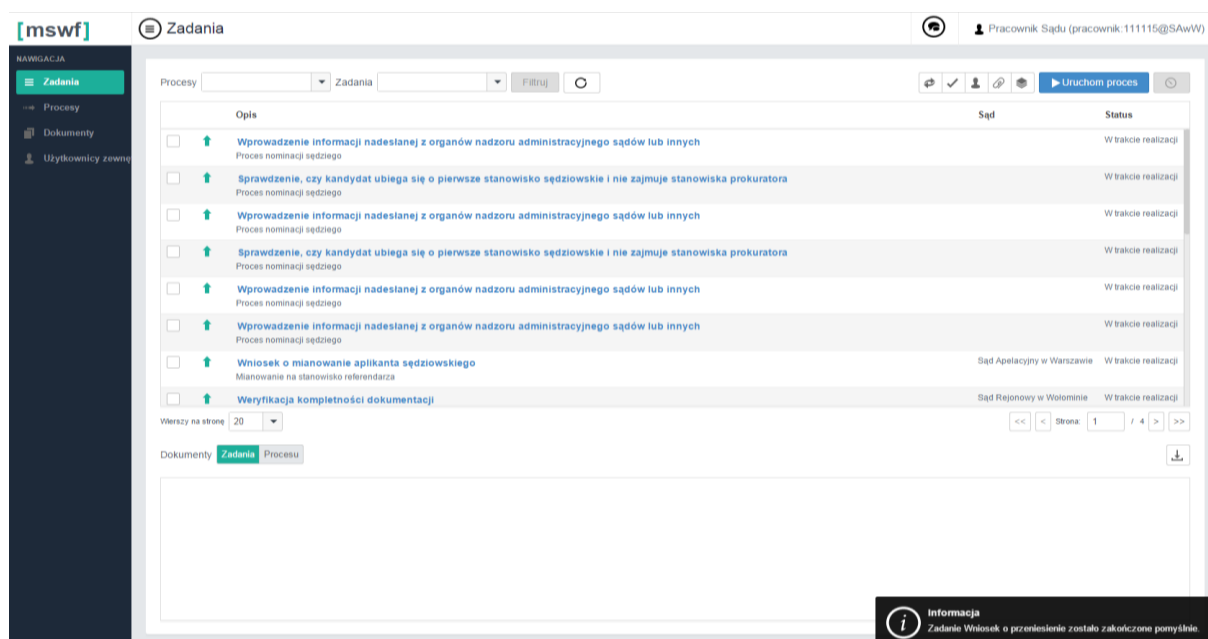 [mswf]
Zadania
Pracownik Sądu (pracownik:111115@SAwW)
NAWIGACJA
Zadania
Procesy
Dokumenty
Użytkownicy zewnę
Procesy
Zadania
Filtruj
Uruchom proces
Opis Sąd Status
Wprowadzenie informacji nadesłanej z organów nadzoru administracyjnego sądów lub innych W trakcie realizacji
Proces nominacji sędziego
Sprawdzenie, czy kandydat ubiega się o pierwsze stanowisko sędziowskie i nie zajmuje stanowiska prokuratora W trakcie realizacji
Proces nominacji sędziego
Wprowadzenie informacji nadesłanej z organów nadzoru administracyjnego sądów lub innych W trakcie realizacji
Proces nominacji sędziego
Sprawdzenie, czy kandydat ubiega się o pierwsze stanowisko sędziowskie i nie zajmuje stanowiska prokuratora W trakcie realizacji
Proces nominacji sędziego
Wprowadzenie informacji nadesłanej z organów nadzoru administracyjnego sądów lub innych W trakcie realizacji
Proces nominacji sędziego
Wprowadzenie informacji nadesłanej z organów nadzoru administracyjnego sądów lub innych W trakcie realizacji
Proces nominacji sędziego
Wniosek o mianowanie aplikanta sędziowskiego Sąd Apelacyjny w Warszawie W trakcie realizacji
Mianowanie na stanowisko referendarza
Weryfikacja kompletności dokumentacji Sąd Rejonowy w Wołominie W trakcie realizacji
Wierszy na stronę 20 << < Strona: 1 / 4 > >>
Dokumenty Zadania Procesu
Informacja
Zadanie Wniosek o przeniesienie zostało zakończone pomyślnie.